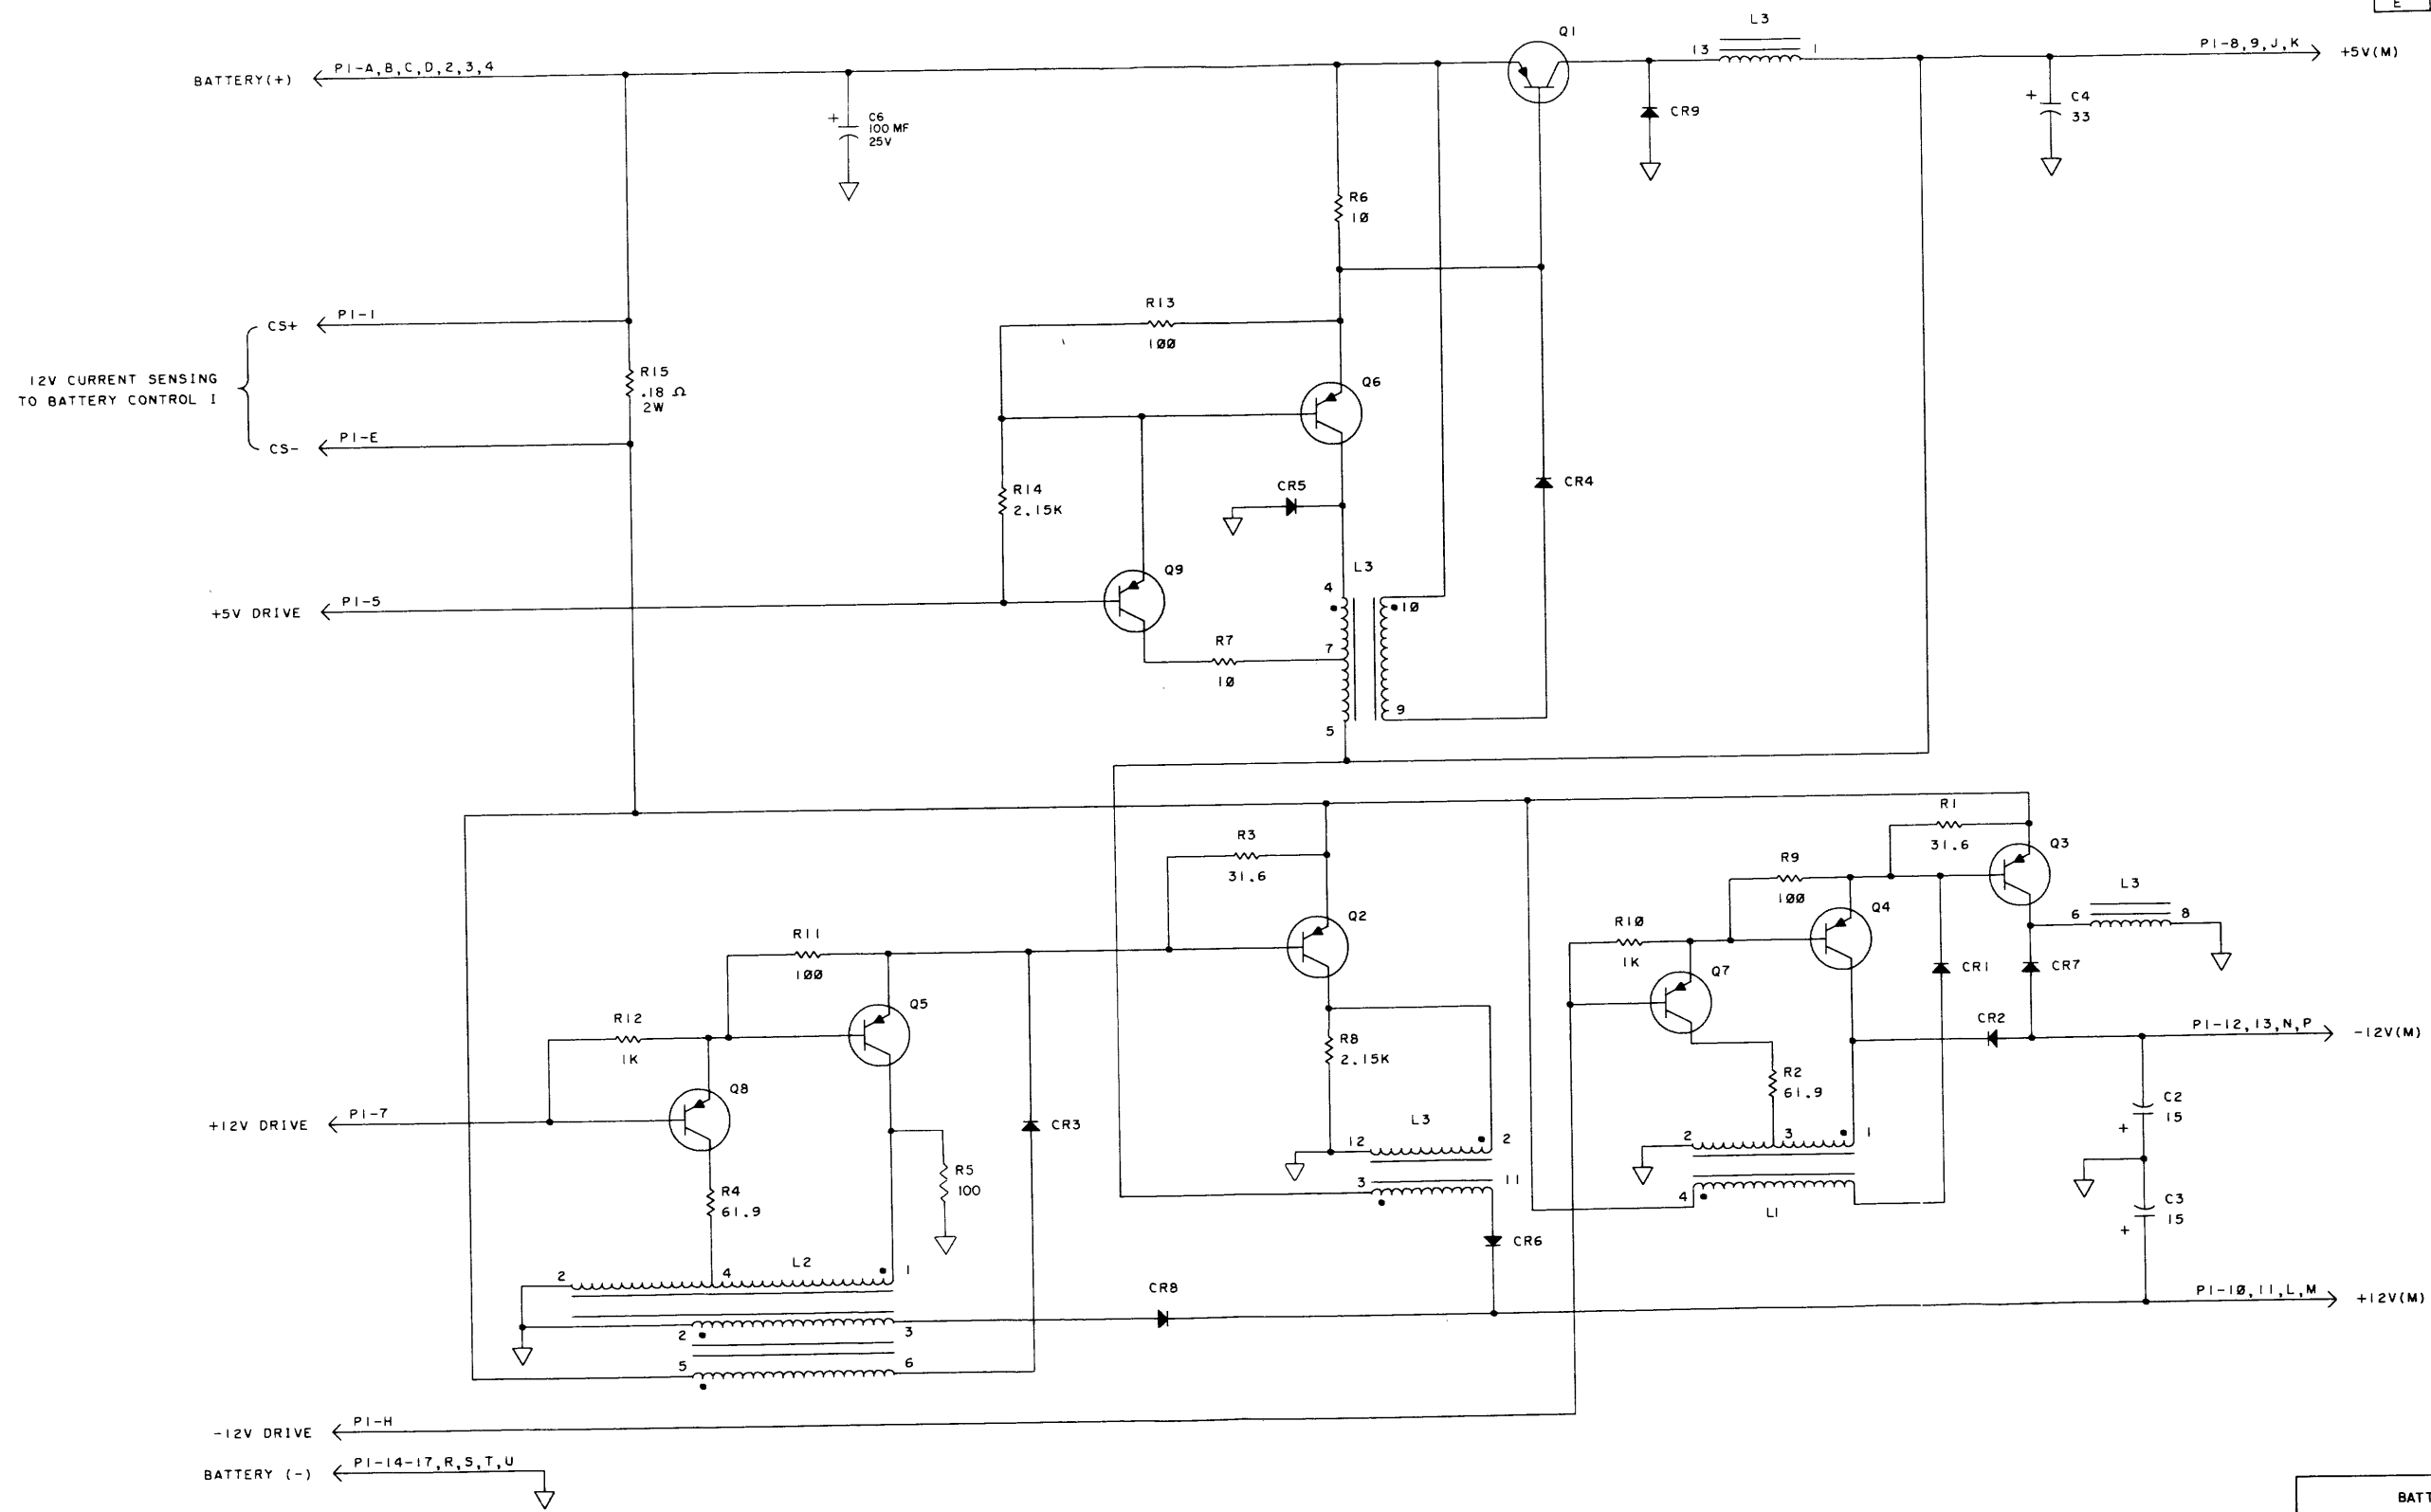 E
BATTERY(+) P1-A,B,C,D,2,3,4
Q1
L3
13 1
P1-8,9,J,K +5V(M)
+ C6
100 MF
25V
CR9
+ C4
33
R6
10
12V CURRENT SENSING
TO BATTERY CONTROL I
CS+ P1-1
R15
.18 Ω
2W
CS- P1-E
R13
100
Q6
R14
2.15K
CR5
CR4
+5V DRIVE P1-5
Q9
R7
10
L3
4
7
5
10
9
R3
31.6
R1
31.6
Q3
R9
100
L3
6 8
R11
100
Q2
R10
1K
Q4
R12
1K
Q5
Q7
CR1
CR7
R8
2.15K
CR2
P1-12,13,N,P -12V(M)
Q8
+12V DRIVE P1-7
CR3
R2
61.9
C2
15
+
L3
12 2
2 3 1
R4
61.9
R5
100
3 11
4
L1
C3
15
+
CR6
L2
2 4 1
CR8
P1-10,11,L,M +12V(M)
2 3
5 6
-12V DRIVE P1-H
BATTERY (-) P1-14-17,R,S,T,U
BATT